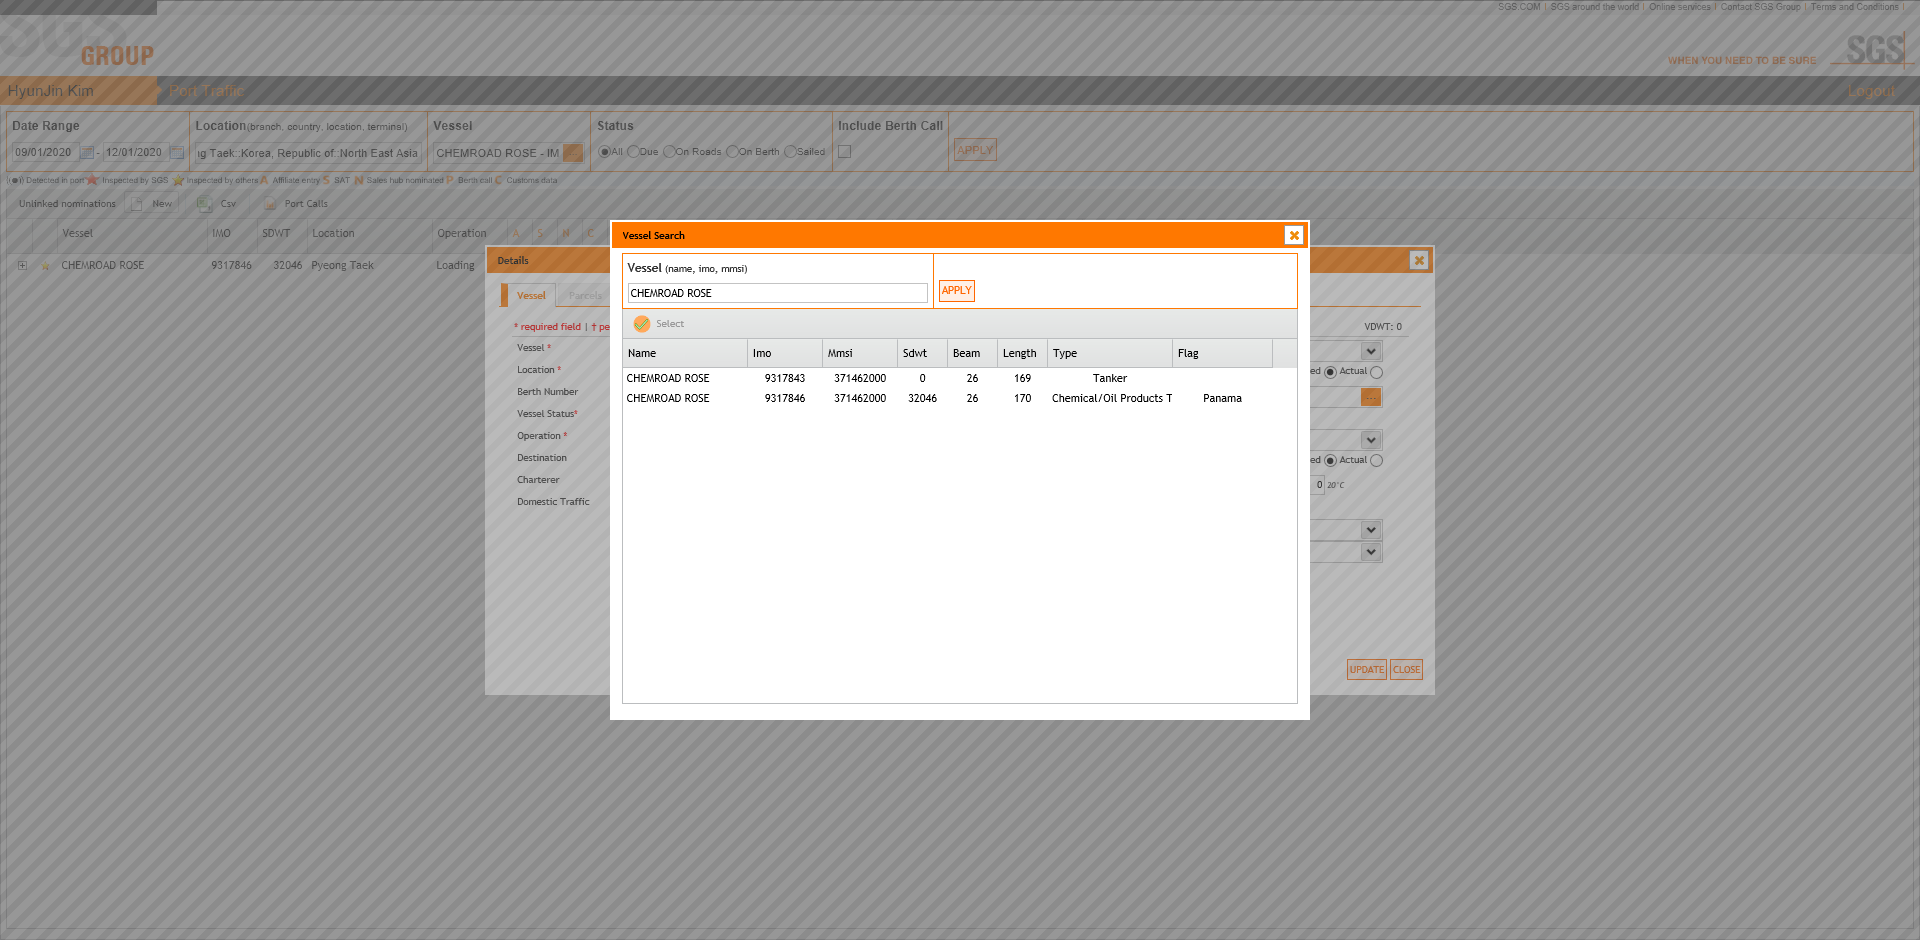 SGS.COM | SGS around the world | Online services | Contact SGS Group | Terms and Conditions |
SGS
GROUP
WHEN YOU NEED TO BE SURE
SGS
HyunJin Kim
Port Traffic
Logout
Date Range
Location(branch, country, location, terminal)
Vessel
Status
Include Berth Call
09/01/2020 - 12/01/2020
ng Taek::Korea, Republic of::North East Asia
CHEMROAD ROSE - IM
...
All Due On Roads On Berth Sailed
APPLY
Detected in port Inspected by SGS Inspected by others A Affiliate entry S SAT N Sales hub nominated P Berth call C Customs data
Unlinked nominations New Csv Port Calls
Vessel IMO SDWT Location Operation A S N C
CHEMROAD ROSE 9317846 32046 Pyeong Taek Loading
Details
Vessel Parcels
* required field | † pe
VDWT: 0
Vessel *
Location *
ed Actual
Berth Number
...
Vessel Status*
Operation *
Destination
ed Actual
Charterer
0 20°C
Domestic Traffic
UPDATE CLOSE
Vessel Search
Vessel (name, imo, mmsi)
CHEMROAD ROSE
APPLY
Select
Name Imo Mmsi Sdwt Beam Length Type Flag
CHEMROAD ROSE 9317843 371462000 0 26 169 Tanker
CHEMROAD ROSE 9317846 371462000 32046 26 170 Chemical/Oil Products T Panama